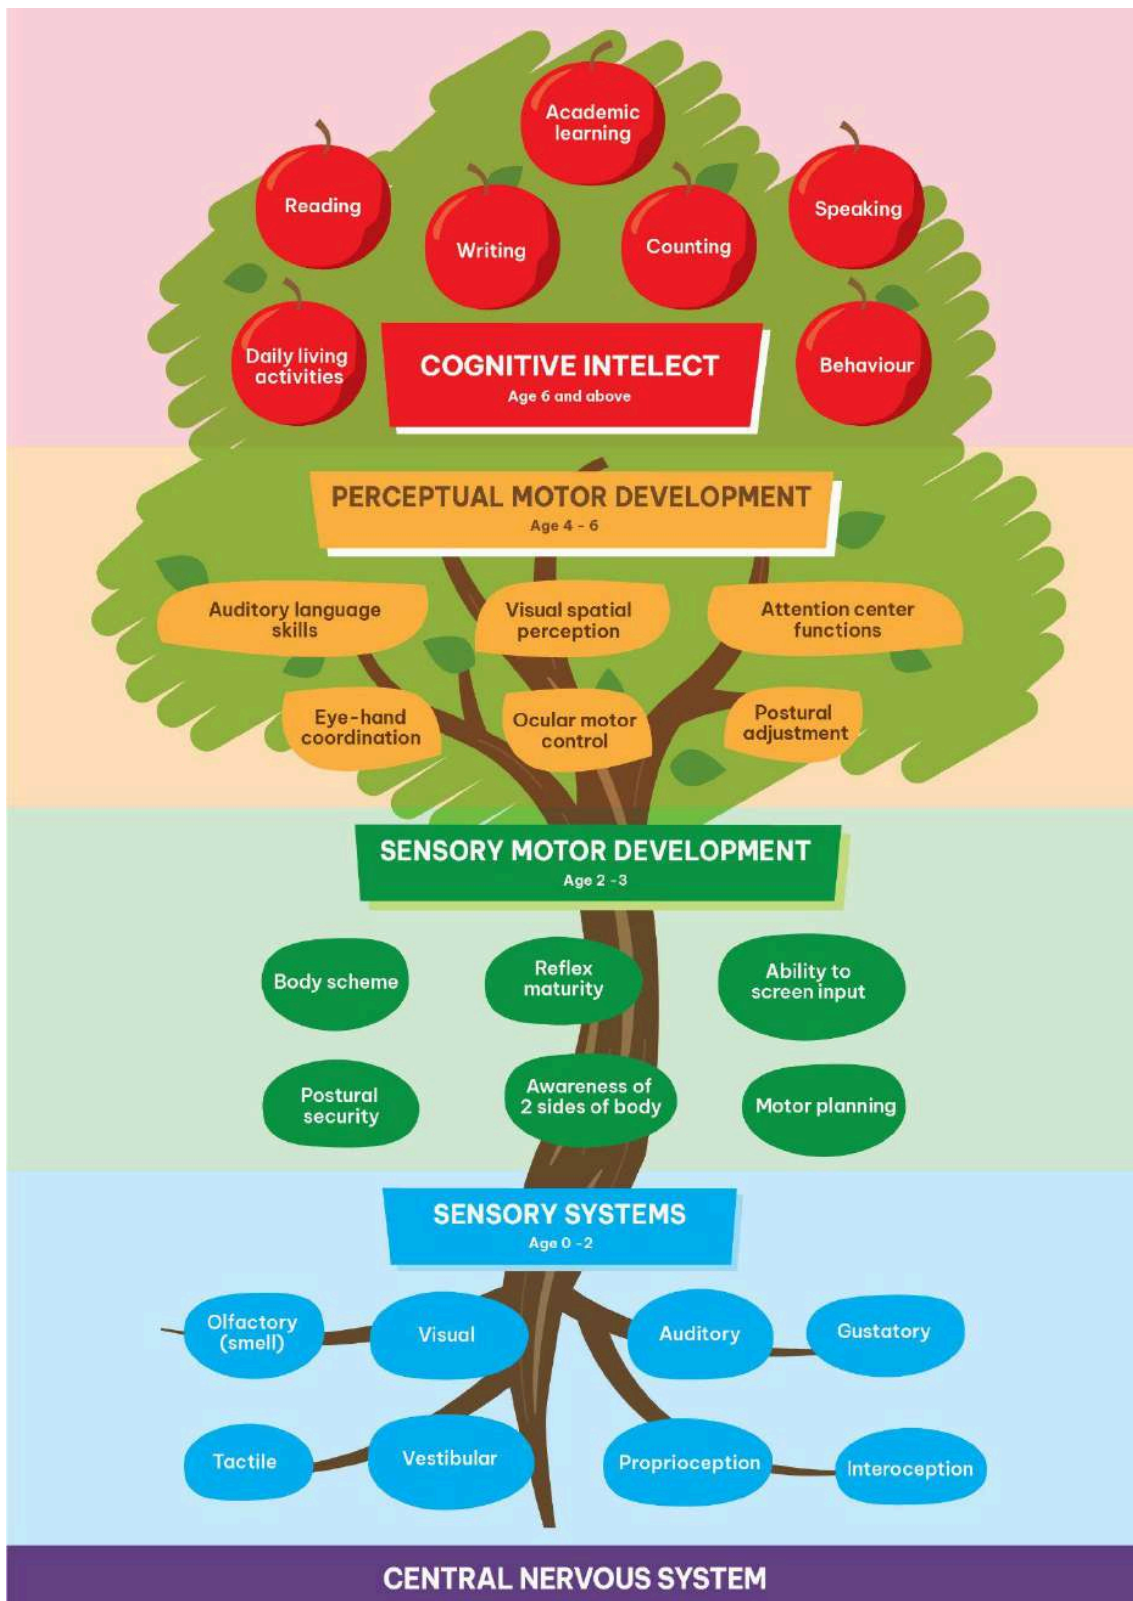 Academic
learning
Reading
Speaking
Writing
Counting
Daily living
activities
COGNITIVE INTELECT
Age 6 and above
Behaviour
PERCEPTUAL MOTOR DEVELOPMENT
Age 4 - 6
Auditory language
skills
Visual spatial
perception
Attention center
functions
Eye-hand
coordination
Ocular motor
control
Postural
adjustment
SENSORY MOTOR DEVELOPMENT
Age 2 -3
Body scheme
Reflex
maturity
Ability to
screen input
Postural
security
Awareness of
2 sides of body
Motor planning
SENSORY SYSTEMS
Age 0 -2
Olfactory
(smell)
Visual
Auditory
Gustatory
Tactile
Vestibular
Proprioception
Interoception
CENTRAL NERVOUS SYSTEM